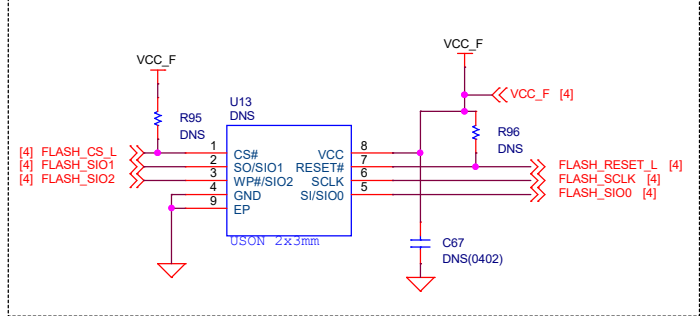 VCC_F
VCC_F
VCC_F [4]
R95
DNS
U13
DNS
R96
DNS
[4] FLASH_CS_L
[4] FLASH_SIO1
[4] FLASH_SIO2
1 CS#
2 SO/SIO1
3 WP#/SIO2
4 GND
9 EP
VCC 8
RESET# 7
SCLK 6
SI/SIO0 5
FLASH_RESET_L [4]
FLASH_SCLK [4]
FLASH_SIO0 [4]
USON 2x3mm
C67
DNS(0402)